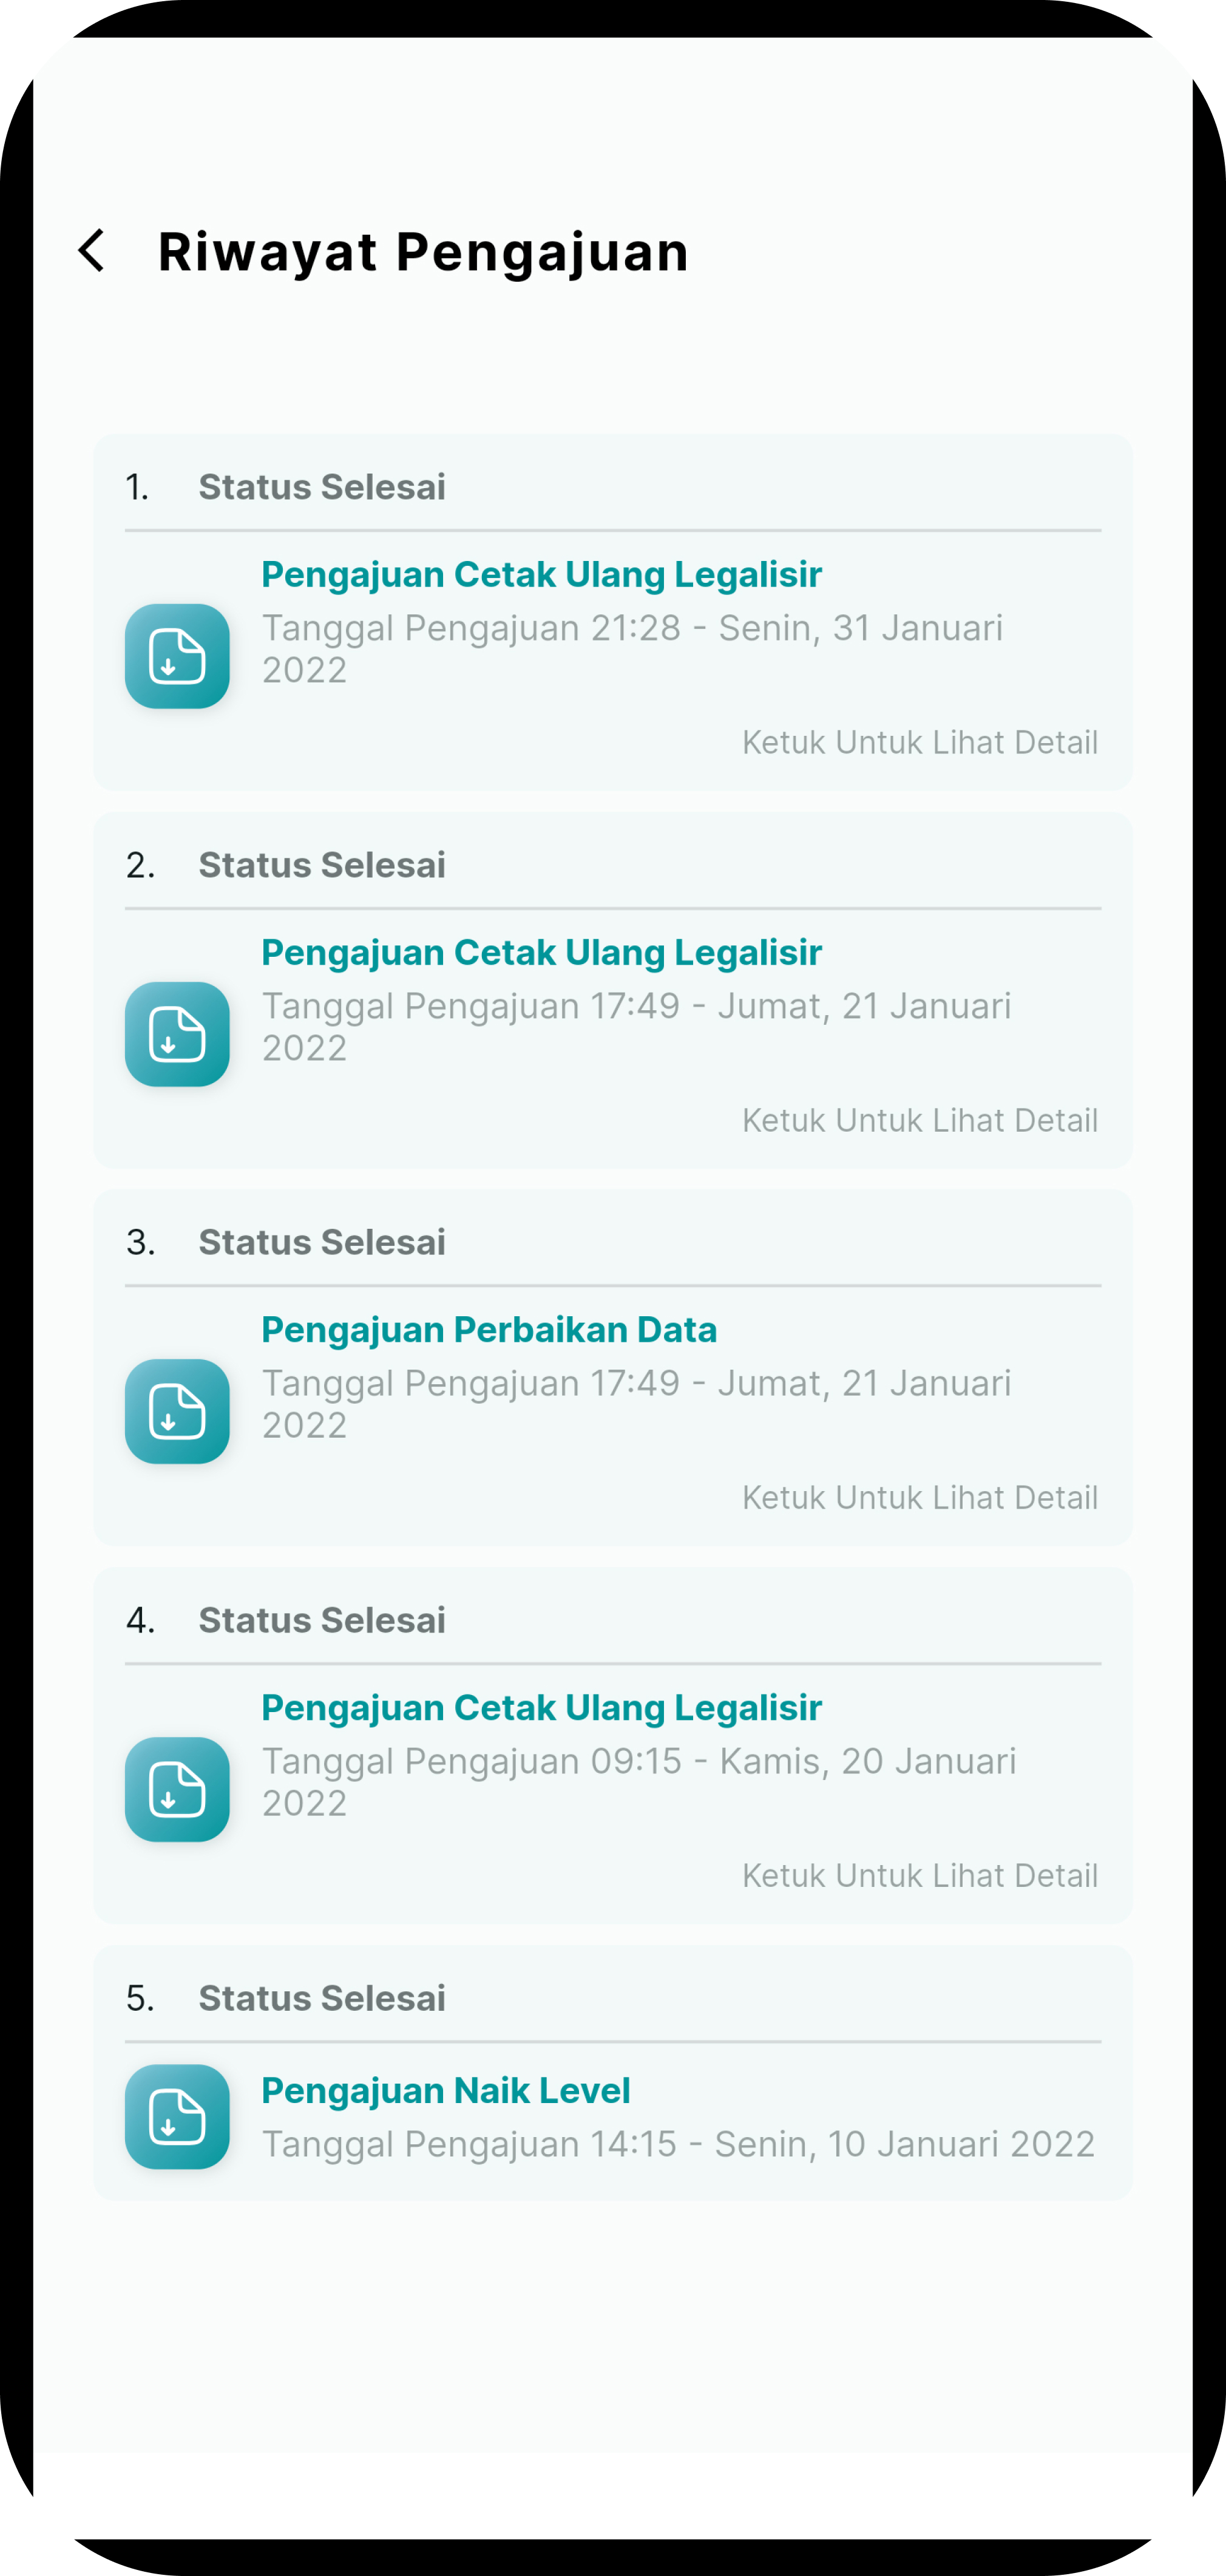 Riwayat Pengajuan
1. Status Selesai
Pengajuan Cetak Ulang Legalisir
Tanggal Pengajuan 21:28 - Senin, 31 Januari
2022
Ketuk Untuk Lihat Detail
2. Status Selesai
Pengajuan Cetak Ulang Legalisir
Tanggal Pengajuan 17:49 - Jumat, 21 Januari
2022
Ketuk Untuk Lihat Detail
3. Status Selesai
Pengajuan Perbaikan Data
Tanggal Pengajuan 17:49 - Jumat, 21 Januari
2022
Ketuk Untuk Lihat Detail
4. Status Selesai
Pengajuan Cetak Ulang Legalisir
Tanggal Pengajuan 09:15 - Kamis, 20 Januari
2022
Ketuk Untuk Lihat Detail
5. Status Selesai
Pengajuan Naik Level
Tanggal Pengajuan 14:15 - Senin, 10 Januari 2022